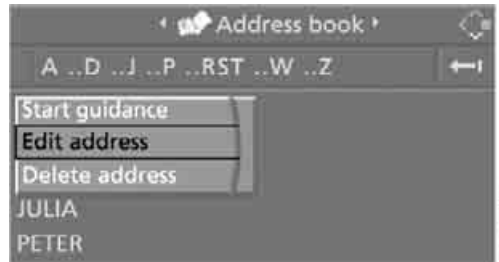 Address book
A ..D ..J ..P ..RST ..W ..Z
Start guidance
Edit address
Delete address
JULIA
PETER